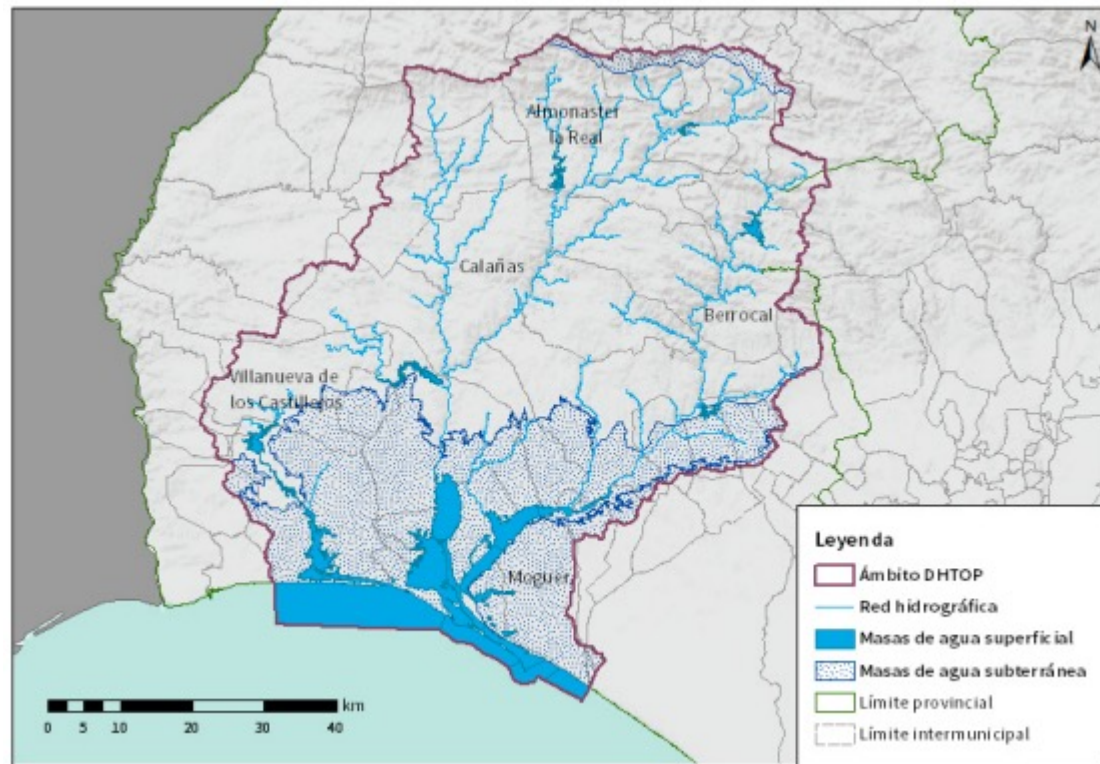 N
Almonaster
la Real
Calañas
Berrocal
Villanueva de
los Castillejos
Moguer
Leyenda
Ámbito DHTOP
Red hidrográfica
Masas de agua superficial
Masas de agua subterránea
Límite provincial
Límite intermunicipal
km
0 5 10 20 30 40